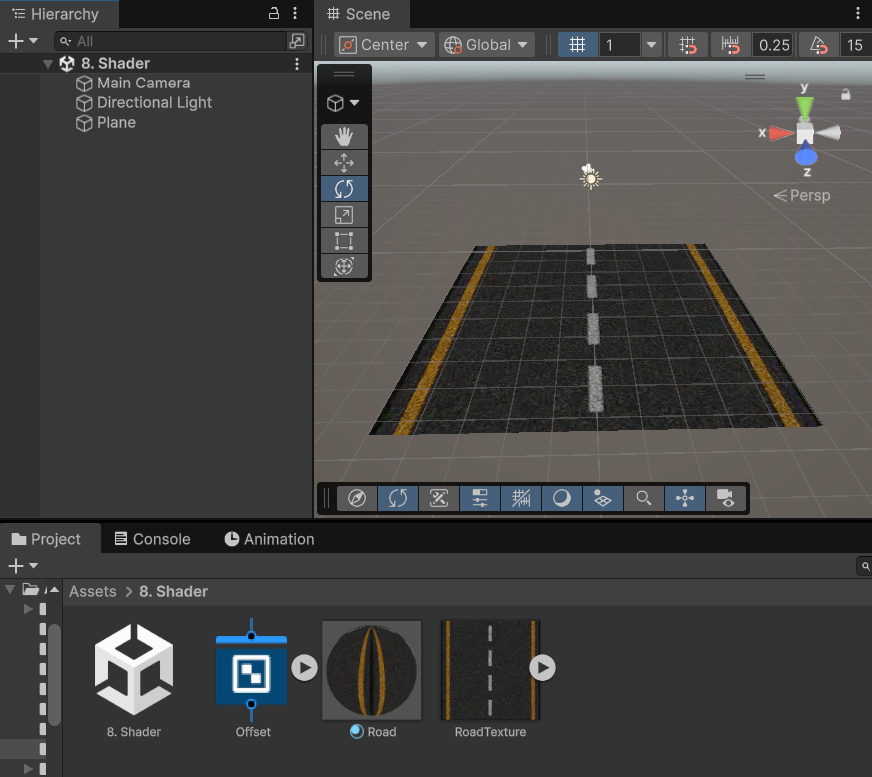 Hierarchy
All
8. Shader
Main Camera
Directional Light
Plane
Scene
Center
Global
1
0.25
15
y
x
z
Persp
Project
Console
Animation
Assets > 8. Shader
8. Shader
Offset
Road
RoadTexture